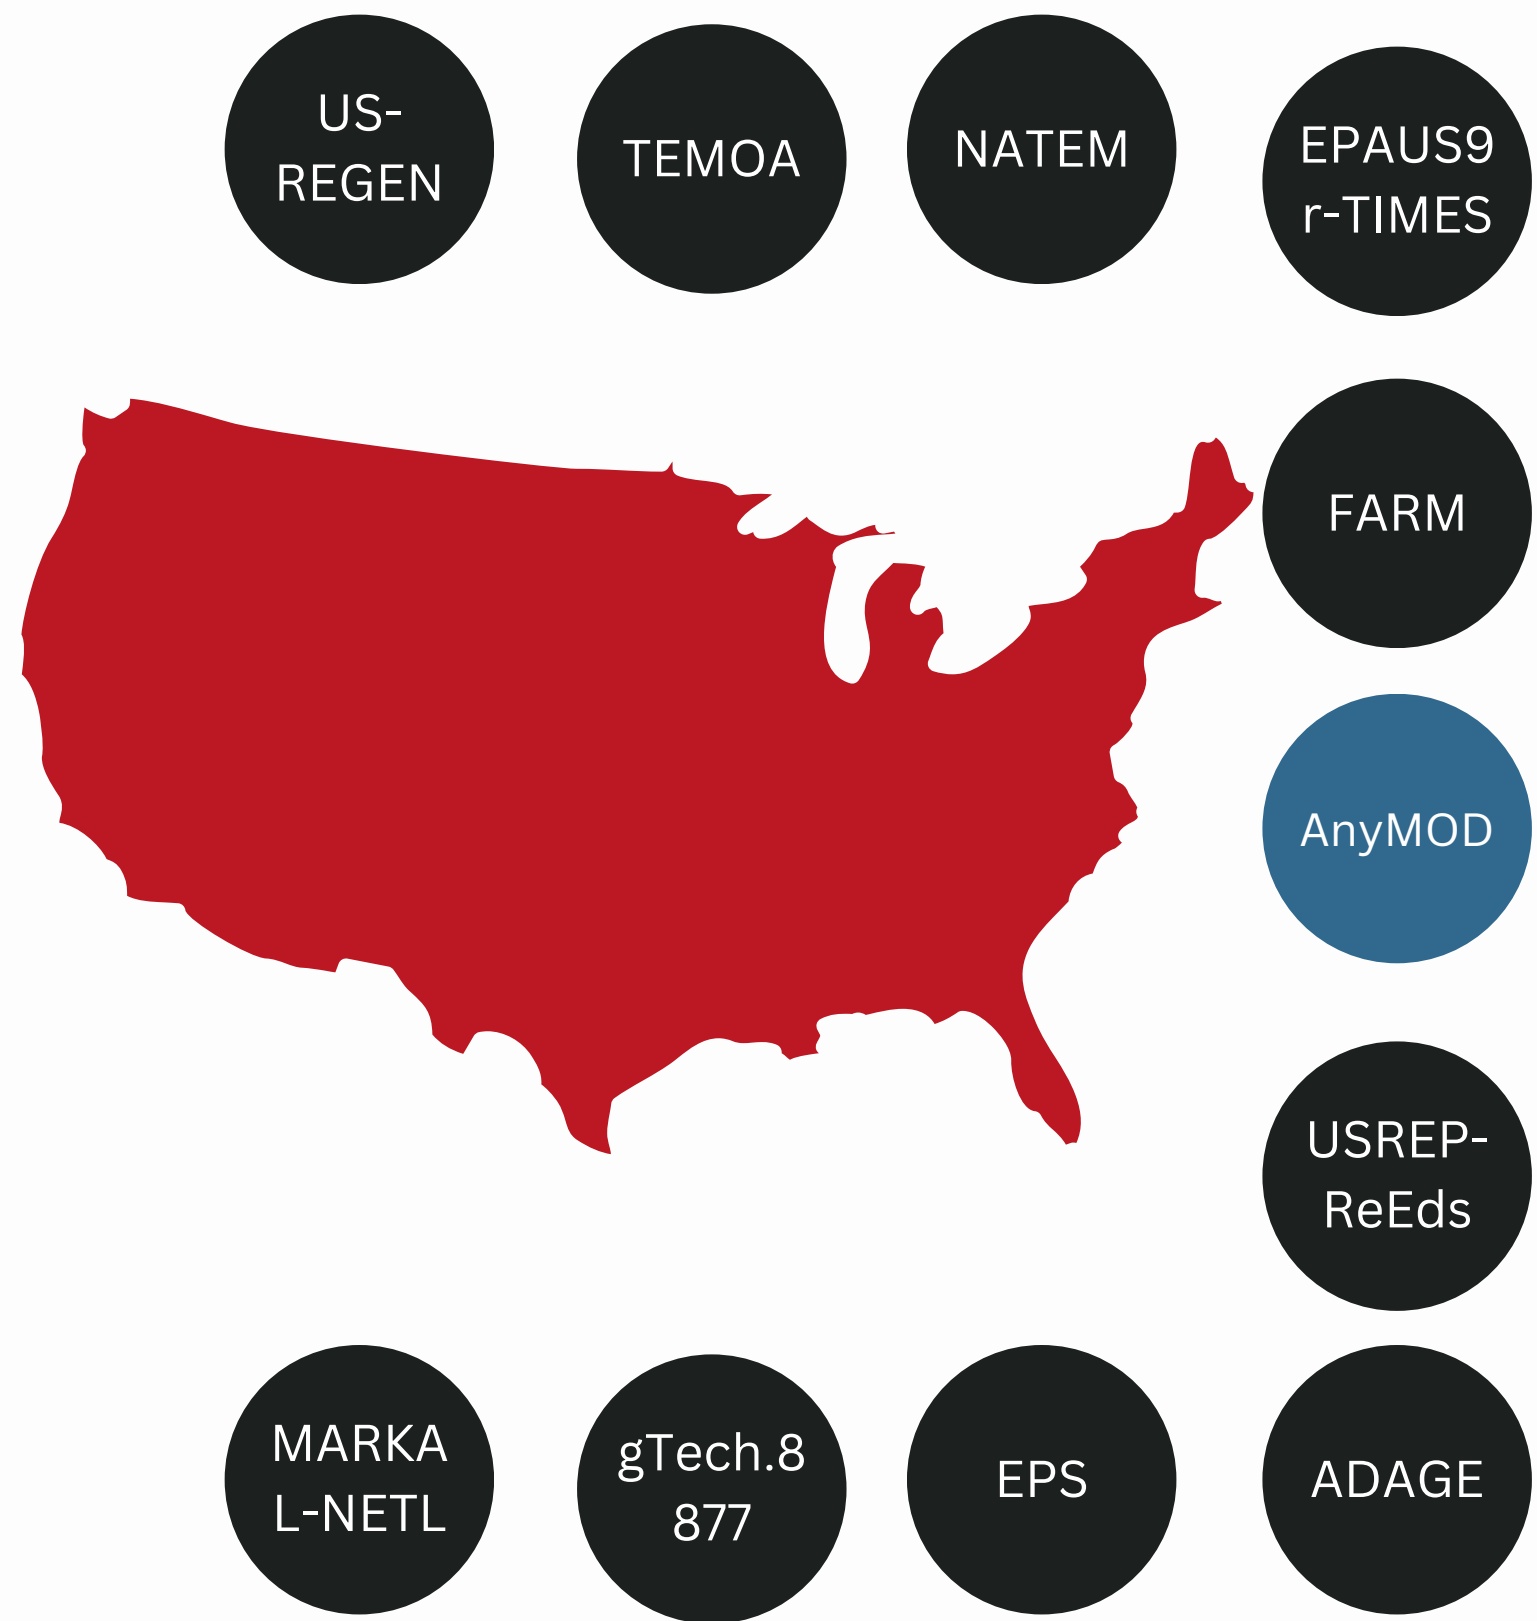 US-
REGEN
TEMOA
NATEM
EPAUS9
r-TIMES
FARM
AnyMOD
USREP-
ReEds
MARKA
L-NETL
gTech.8
877
EPS
ADAGE